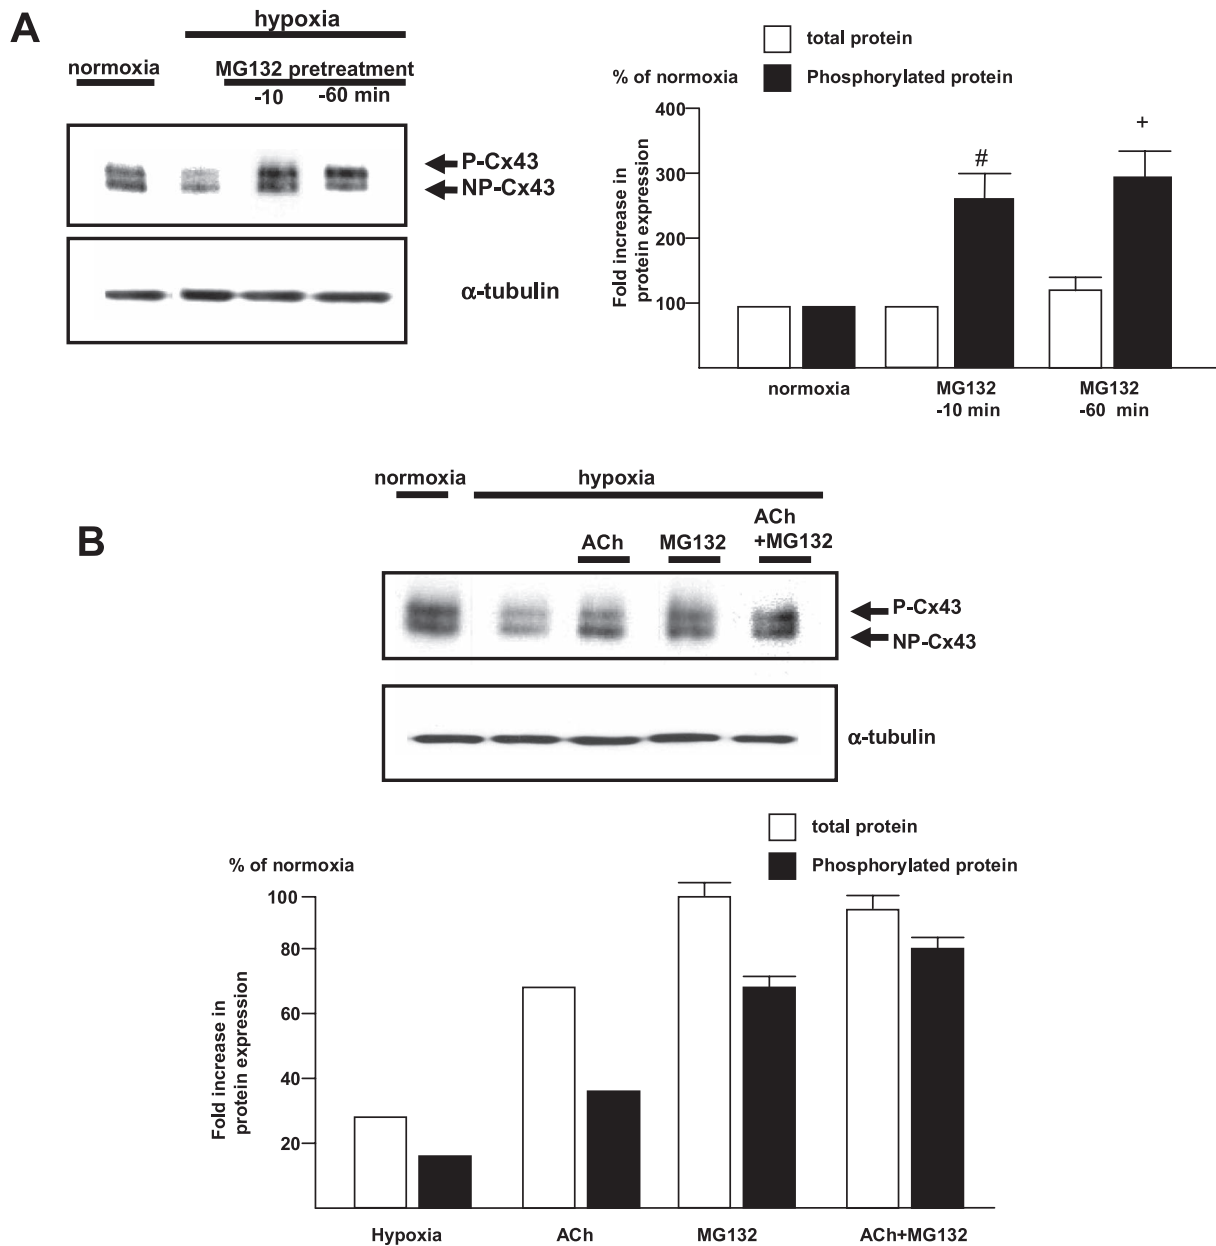 A
hypoxia
normoxia
MG132 pretreatment
-10
-60 min
P-Cx43
NP-Cx43
α-tubulin
total protein
% of normoxia
Phosphorylated protein
Fold increase in
protein expression
400
300
200
100
#
+
normoxia
MG132
-10 min
MG132
-60 min
B
normoxia
hypoxia
ACh
MG132
ACh
+MG132
P-Cx43
NP-Cx43
α-tubulin
total protein
Phosphorylated protein
% of normoxia
Fold increase in
protein expression
100
80
60
40
20
Hypoxia
ACh
MG132
ACh+MG132